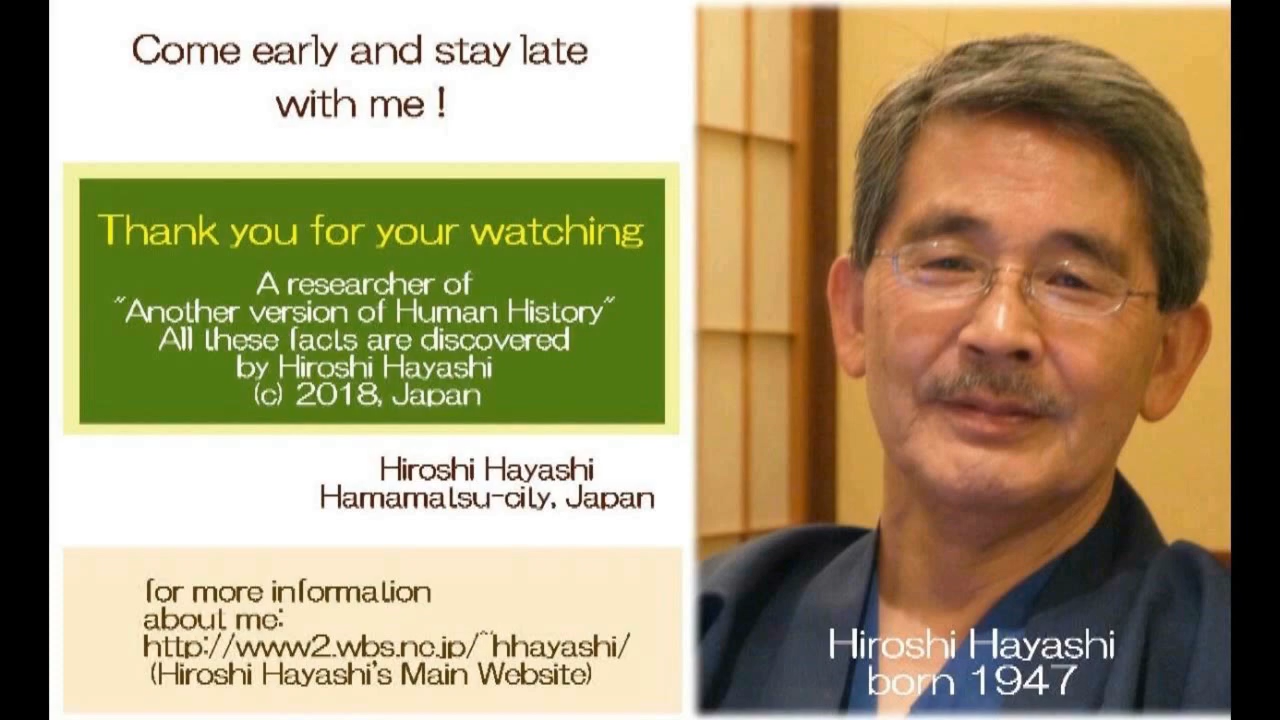 Come early and stay late
with me !
Thank you for your watching
A researcher of
"Another version of Human History"
All these facts are discovered
by Hiroshi Hayashi
(c) 2018, Japan
Hiroshi Hayashi
Hamamatsu-city, Japan
for more information
about me:
http://www2.wbs.ne.jp/~hhayashi/
(Hiroshi Hayashi's Main Website)
Hiroshi Hayashi
born 1947